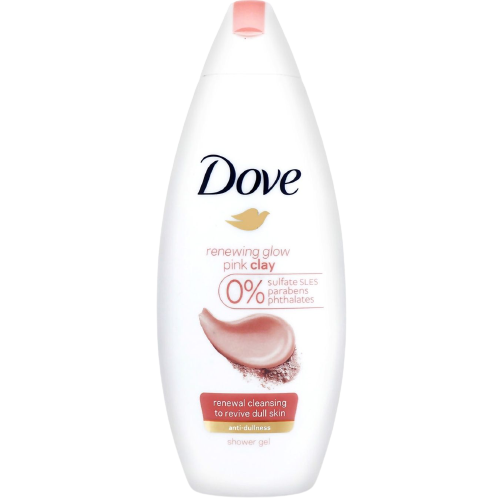 Dove
renewing glow
pink clay
0% sulfate SLES
parabens
phthalates
renewal cleansing
to revive dull skin
anti-dullness
shower gel